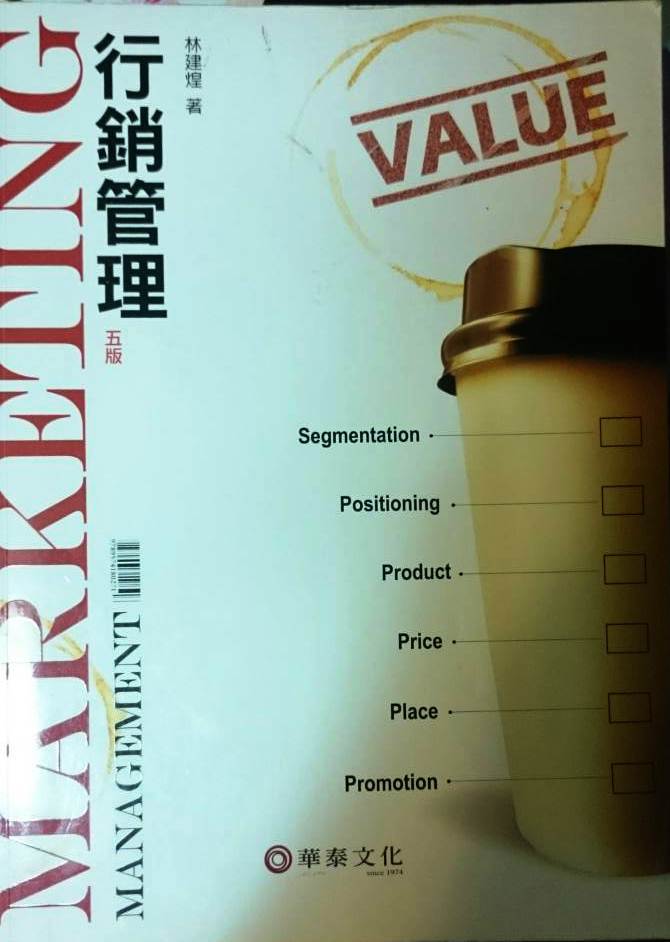 MARKETING
MANAGEMENT
行銷管理
五版
林建煌 著
VALUE
Segmentation
Positioning
Product
Price
Place
Promotion
華泰文化
since 1974